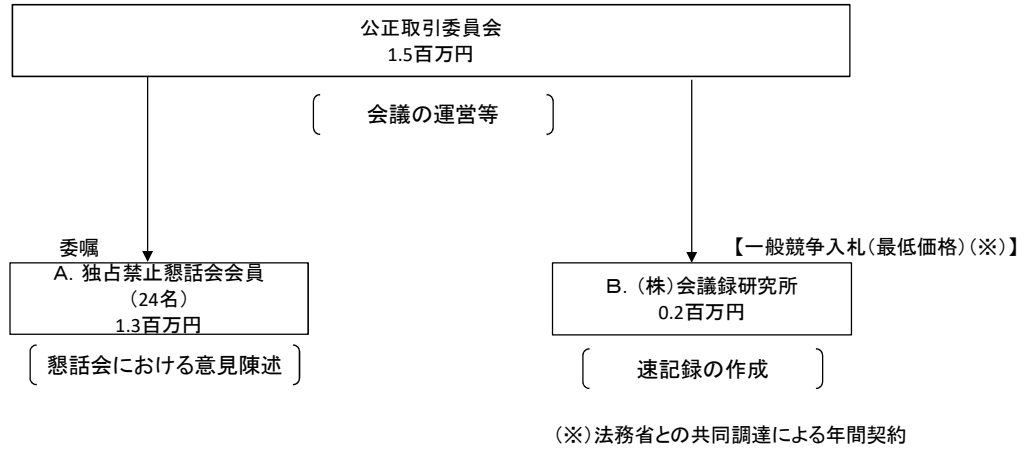 公正取引委員会
1.5百万円
会議の運営等
委嘱
A. 独占禁止懇話会会員
（24名）
1.3百万円
懇話会における意見陳述
【一般競争入札（最低価格）（※）】
B. （株）会議録研究所
0.2百万円
速記録の作成
（※）法務省との共同調達による年間契約